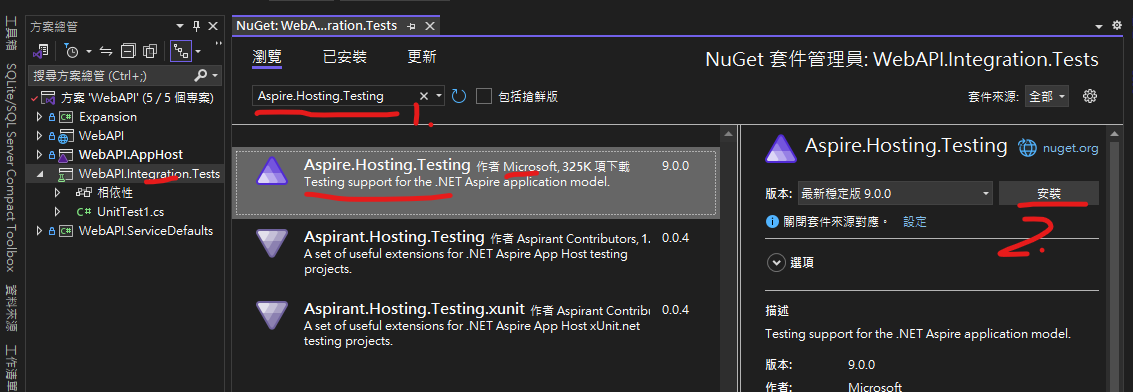 工具箱
SQLite/SQL Server Compact Toolbox
資料來源
工作清單
方案總管
搜尋方案總管 (Ctrl+;)
方案 'WebAPI' (5 / 5 個專案)
Expansion
WebAPI
WebAPI.AppHost
WebAPI.Integration.Tests
相依性
UnitTest1.cs
WebAPI.ServiceDefaults
NuGet: WebA...ration.Tests
瀏覽 已安裝 更新
NuGet 套件管理員: WebAPI.Integration.Tests
Aspire.Hosting.Testing
包括搶鮮版
套件來源: 全部
1.
Aspire.Hosting.Testing 作者 Microsoft, 325K 項下載 9.0.0
Testing support for the .NET Aspire application model.
Aspirant.Hosting.Testing 作者 Aspirant Contributors, 1. 0.0.4
A set of useful extensions for .NET Aspire App Host testing
projects.
Aspirant.Hosting.Testing.xunit 作者 Aspirant Contribu 0.0.4
A set of useful extensions for .NET Aspire App Host xUnit.net
testing projects.
Aspire.Hosting.Testing nuget.org
版本: 最新穩定版 9.0.0 安裝
關閉套件來源對應。 設定
2.
選項
描述
Testing support for the .NET Aspire application model.
版本: 9.0.0
作者: Microsoft